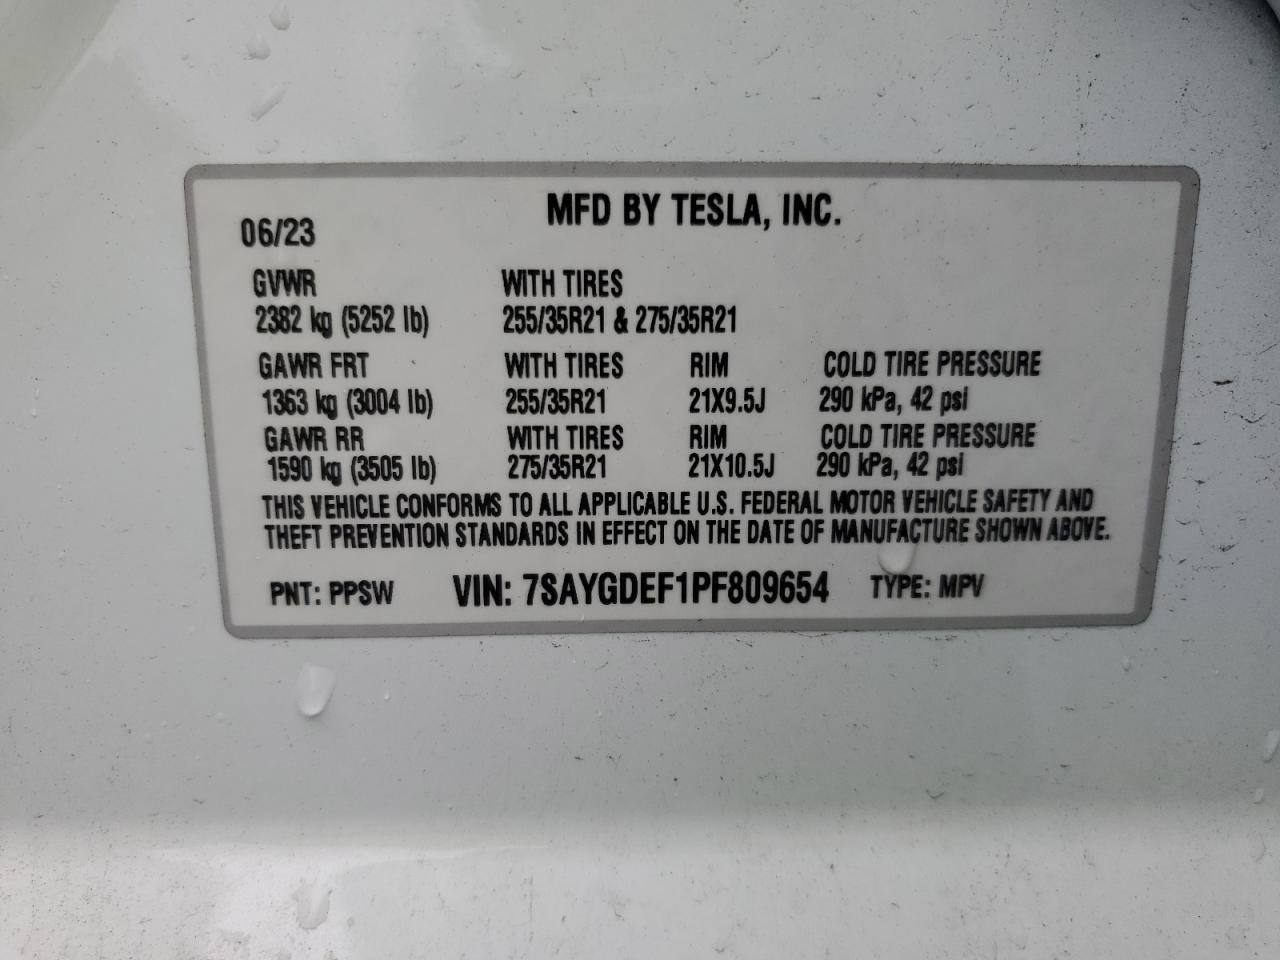 MFD BY TESLA, INC.
06/23
GVWR WITH TIRES
2382 kg (5252 lb) 255/35R21 & 275/35R21
GAWR FRT WITH TIRES RIM COLD TIRE PRESSURE
1363 kg (3004 lb) 255/35R21 21X9.5J 290 kPa, 42 psi
GAWR RR WITH TIRES RIM COLD TIRE PRESSURE
1590 kg (3505 lb) 275/35R21 21X10.5J 290 kPa, 42 psi
THIS VEHICLE CONFORMS TO ALL APPLICABLE U.S. FEDERAL MOTOR VEHICLE SAFETY AND
THEFT PREVENTION STANDARDS IN EFFECT ON THE DATE OF MANUFACTURE SHOWN ABOVE.
PNT: PPSW VIN: 7SAYGDEF1PF809654 TYPE: MPV